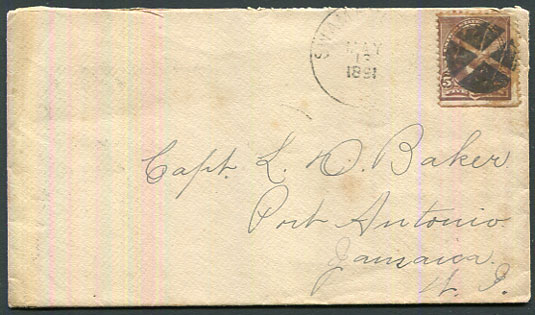 MAY
1891
Capt. L. D. Baker
Port Antonio
Jamaica.
W. I.